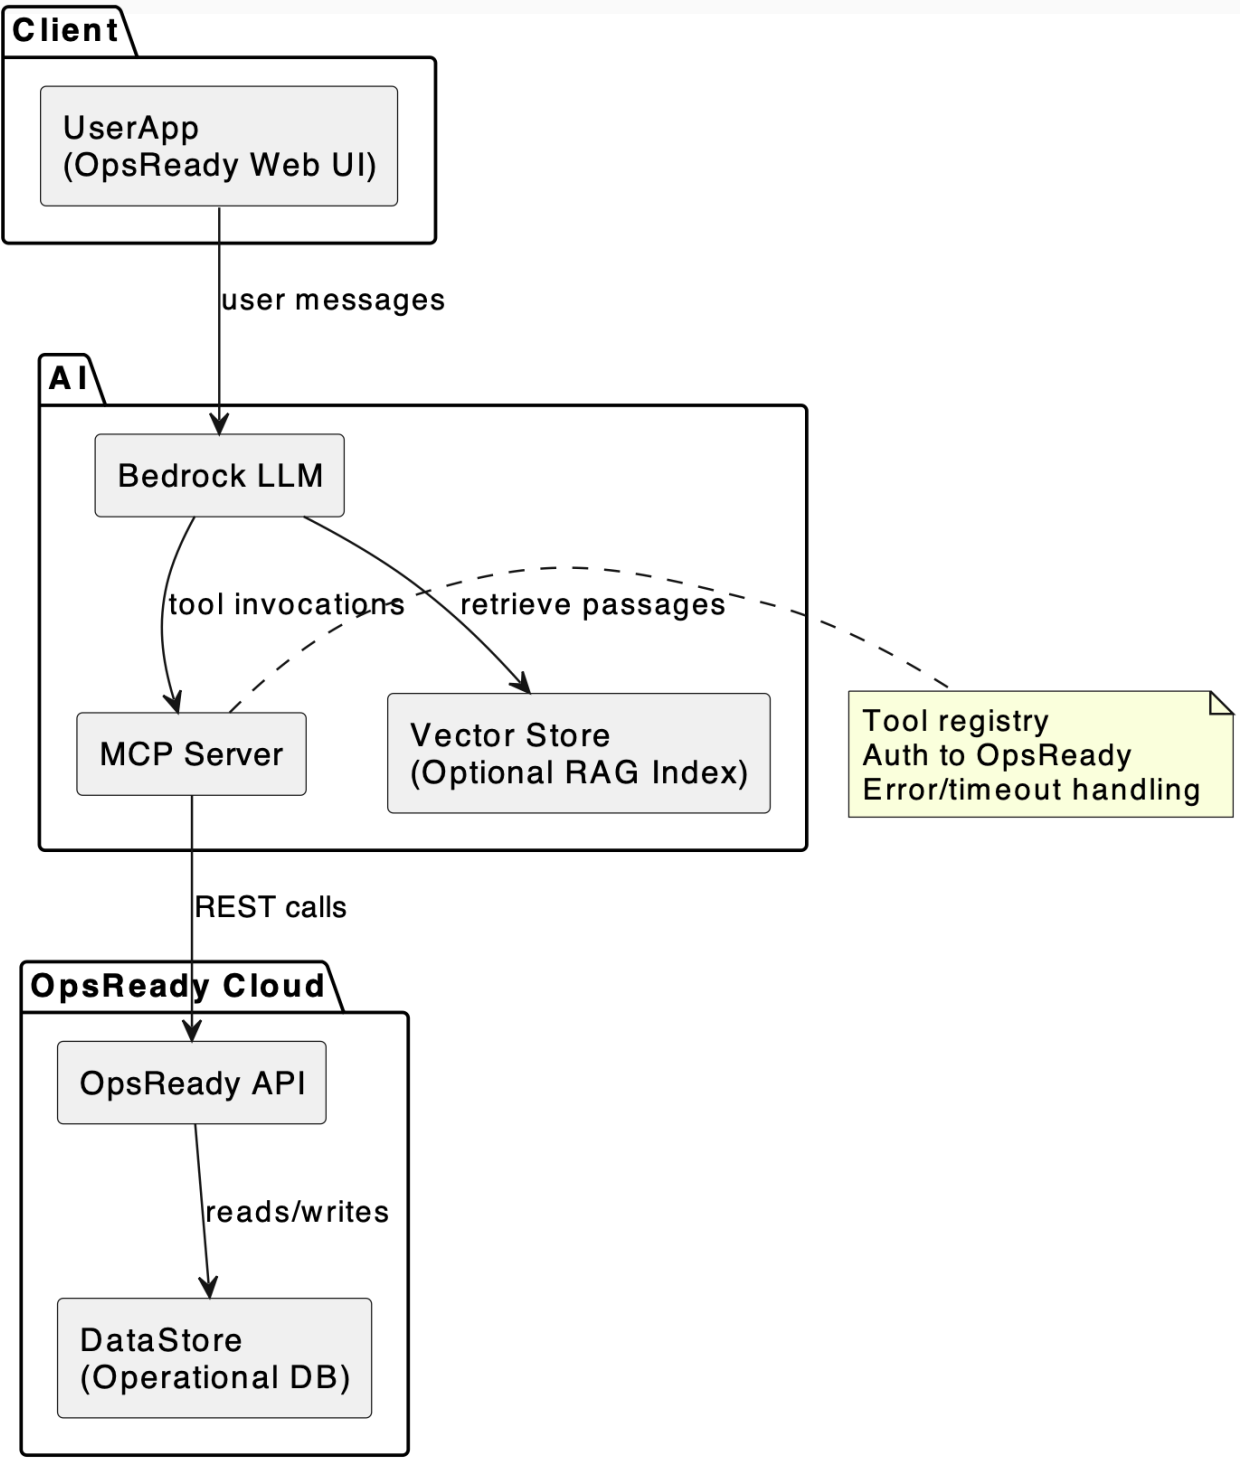 Client
UserApp
(OpsReady Web UI)
user messages
AI
Bedrock LLM
tool invocations
retrieve passages
MCP Server
Vector Store
(Optional RAG Index)
Tool registry
Auth to OpsReady
Error/timeout handling
REST calls
OpsReady Cloud
OpsReady API
reads/writes
DataStore
(Operational DB)